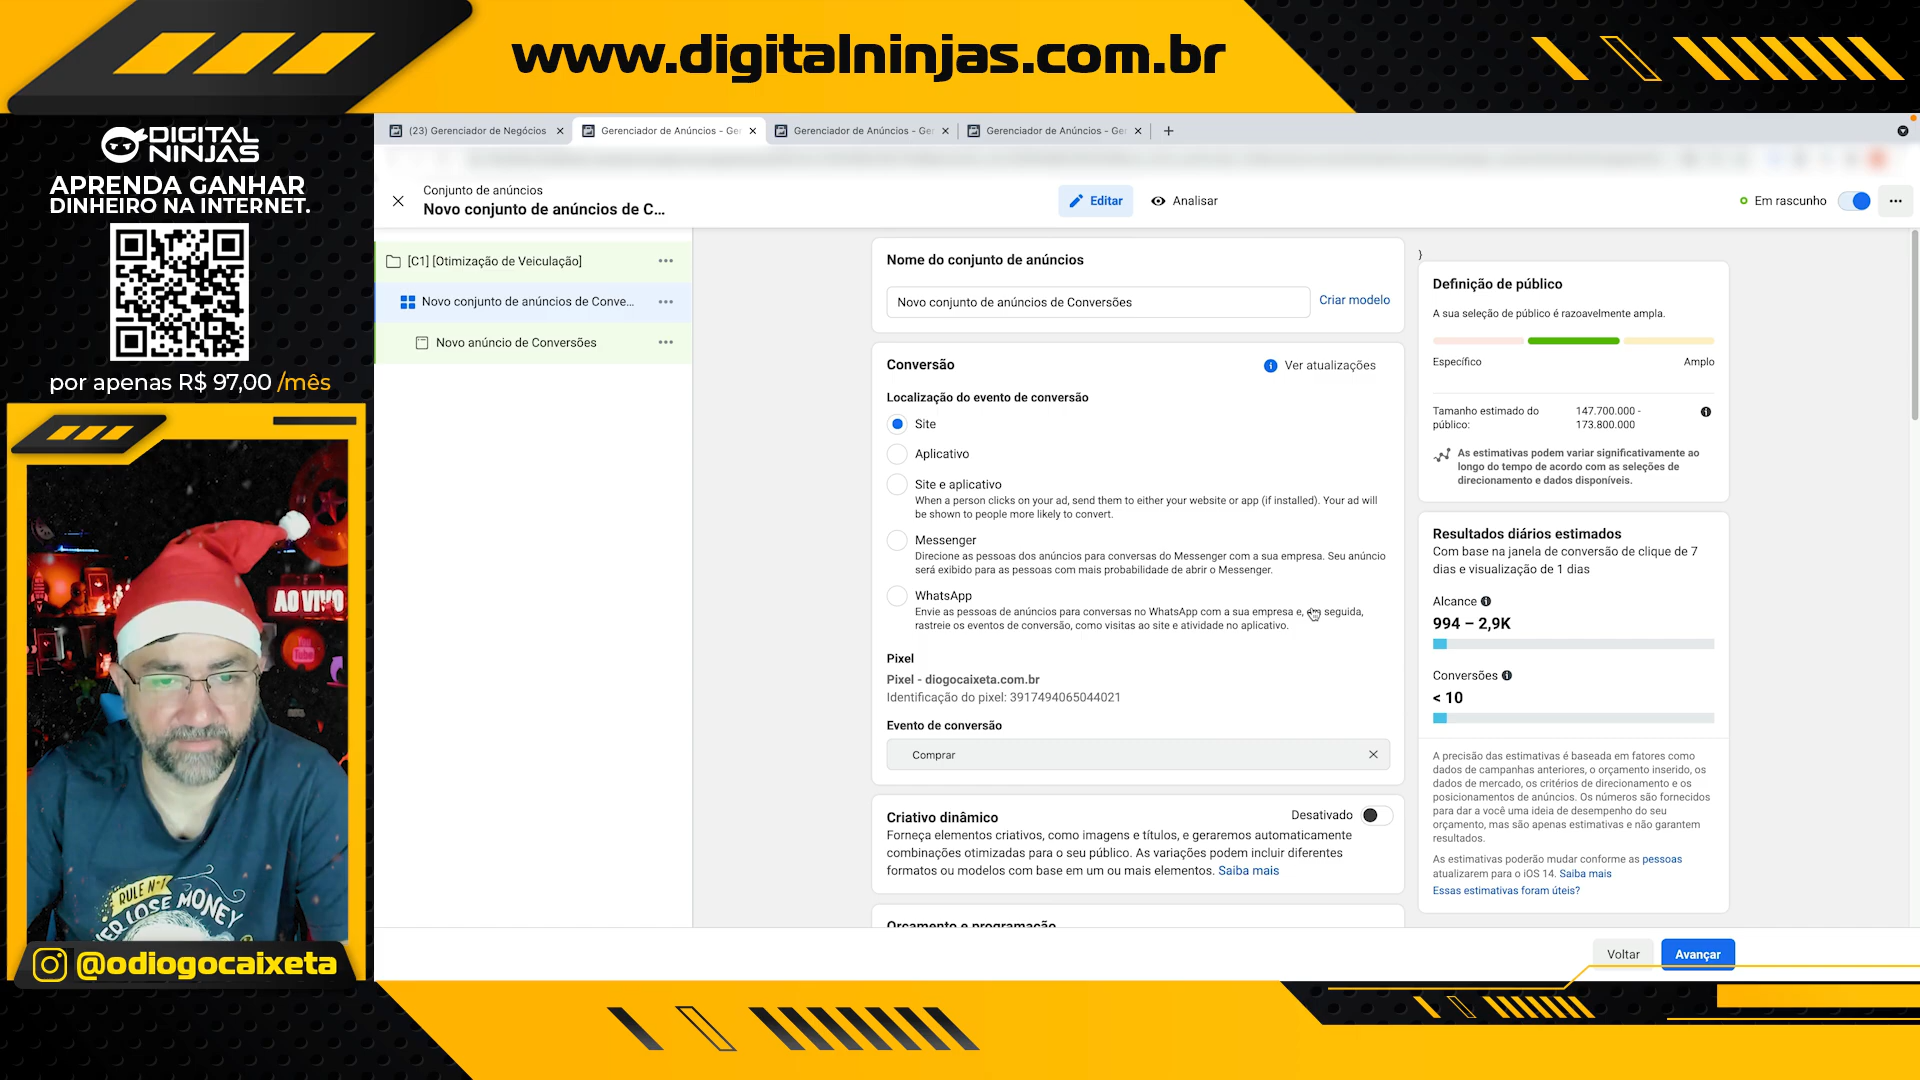 www.digitalninjas.com.br
DIGITAL
NINJAS
APRENDA GANHAR
DINHEIRO NA INTERNET.
por apenas R$ 97,00 /mês
AO VIVO
You
Tube
RULE Nº1
ER LOSE MONEY
@odiogocaixeta
(23) Gerenciador de Negócios
Gerenciador de Anúncios - Ge
Gerenciador de Anúncios - Ge
Gerenciador de Anúncios - Ge
Conjunto de anúncios
Novo conjunto de anúncios de C...
Editar
Analisar
Em rascunho
[C1] [Otimização de Veiculação]
Novo conjunto de anúncios de Conve...
Novo anúncio de Conversões
Nome do conjunto de anúncios
Novo conjunto de anúncios de Conversões
Criar modelo
Conversão
Ver atualizações
Localização do evento de conversão
Site
Aplicativo
Site e aplicativo
When a person clicks on your ad, send them to either your website or app (if installed). Your ad will
be shown to people more likely to convert.
Messenger
Direcione as pessoas dos anúncios para conversas do Messenger com a sua empresa. Seu anúncio
será exibido para as pessoas com mais probabilidade de abrir o Messenger.
WhatsApp
Envie as pessoas de anúncios para conversas no WhatsApp com a sua empresa e, em seguida,
rastreie os eventos de conversão, como visitas ao site e atividade no aplicativo.
Pixel
Pixel - diogocaixeta.com.br
Identificação do pixel: 3917494065044021
Evento de conversão
Comprar
Criativo dinâmico
Desativado
Forneça elementos criativos, como imagens e títulos, e geraremos automaticamente
combinações otimizadas para o seu público. As variações podem incluir diferentes
formatos ou modelos com base em um ou mais elementos. Saiba mais
Orçamento e programação
}
Definição de público
A sua seleção de público é razoavelmente ampla.
Específico
Amplo
Tamanho estimado do
público:
147.700.000 -
173.800.000
As estimativas podem variar significativamente ao
longo do tempo de acordo com as seleções de
direcionamento e dados disponíveis.
Resultados diários estimados
Com base na janela de conversão de clique de 7
dias e visualização de 1 dias
Alcance
994 – 2,9K
Conversões
< 10
A precisão das estimativas é baseada em fatores como
dados de campanhas anteriores, o orçamento inserido, os
dados de mercado, os critérios de direcionamento e os
posicionamentos de anúncios. Os números são fornecidos
para dar a você uma ideia de desempenho do seu
orçamento, mas são apenas estimativas e não garantem
resultados.
As estimativas poderão mudar conforme as pessoas
atualizarem para o iOS 14. Saiba mais
Essas estimativas foram úteis?
Voltar
Avançar